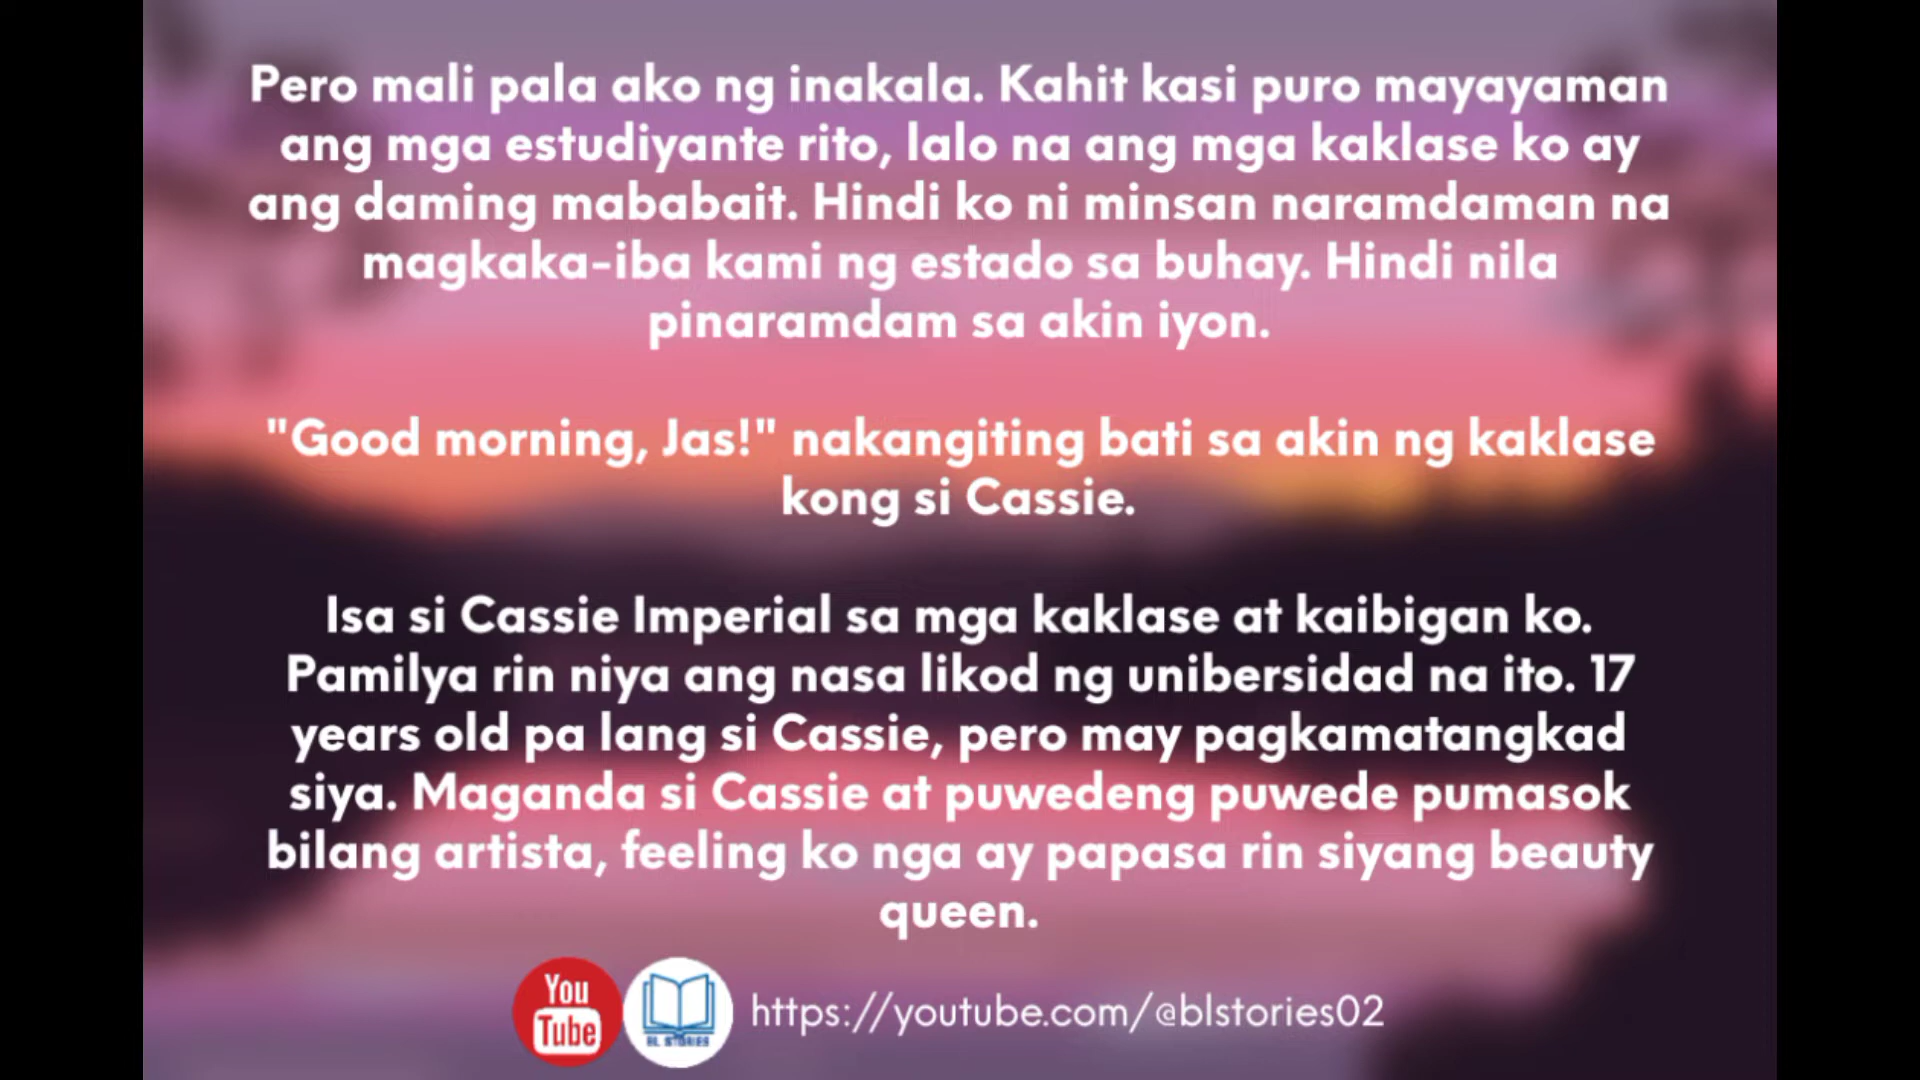 Pero mali pala ako ng inakala. Kahit kasi puro mayayaman
ang mga estudiyante rito, lalo na ang mga kaklase ko ay
ang daming mababait. Hindi ko ni minsan naramdaman na
magkaka-iba kami ng estado sa buhay. Hindi nila
pinaramdam sa akin iyon.
"Good morning, Jas!" nakangiting bati sa akin ng kaklase
kong si Cassie.
Isa si Cassie Imperial sa mga kaklase at kaibigan ko.
Pamilya rin niya ang nasa likod ng unibersidad na ito. 17
years old pa lang si Cassie, pero may pagkamatangkad
siya. Maganda si Cassie at puwedeng puwede pumasok
bilang artista, feeling ko nga ay papasa rin siyang beauty
queen.
You
Tube
BL STORIES
https://youtube.com/@blstories02